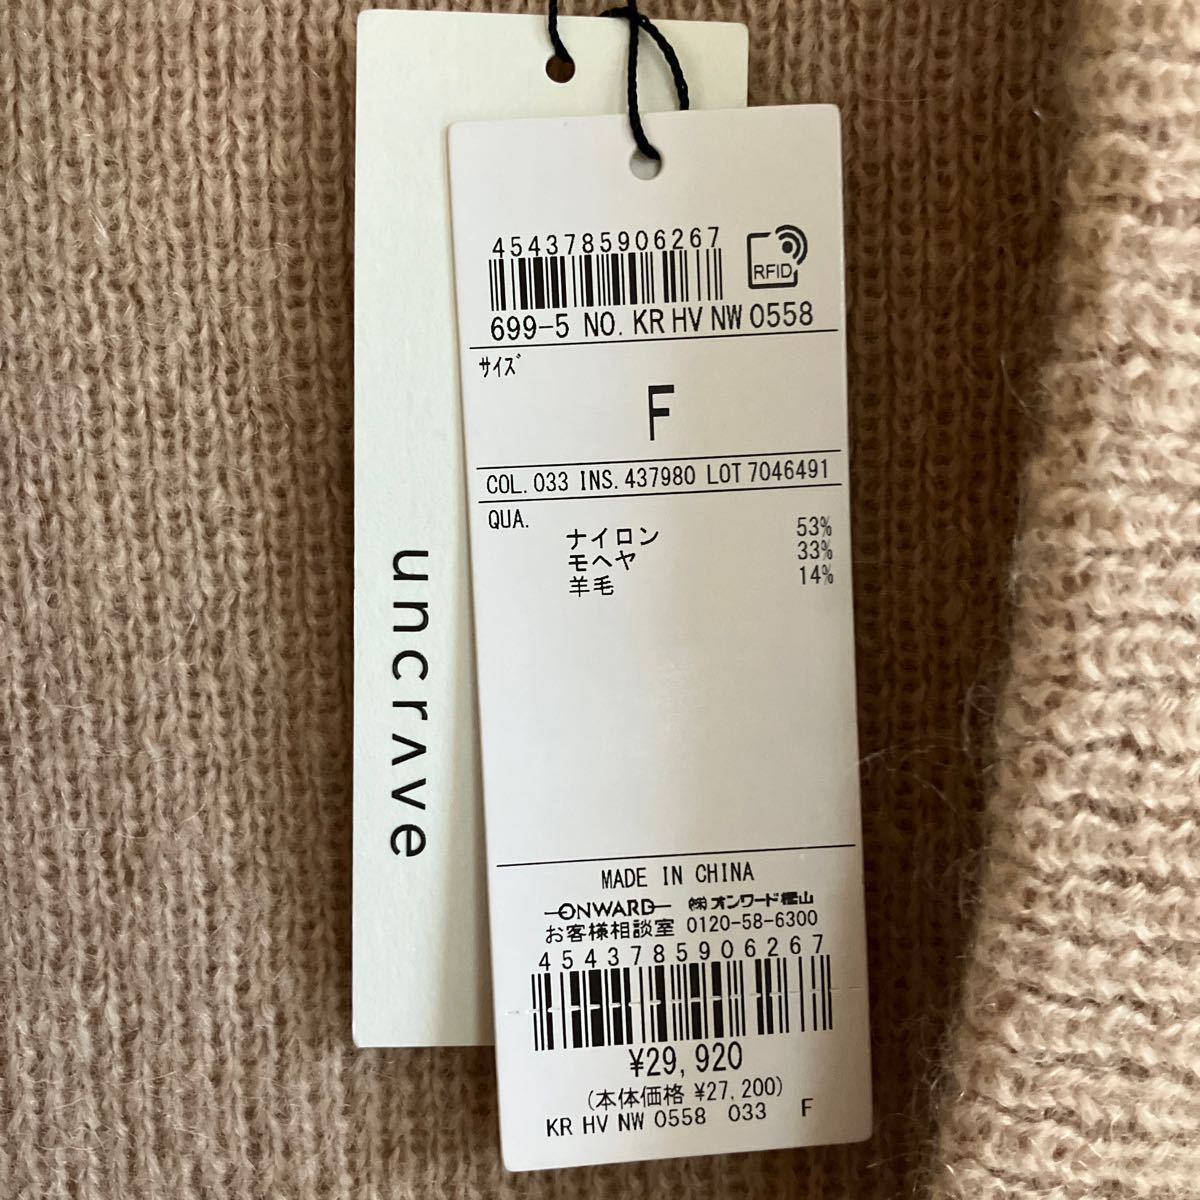 uncrΛve
4543785906267
RFID
699-5 NO. KR HV NW 0558
サイズ
F
COL. 033 INS. 437980 LOT 7046491
QUA.
ナイロン 53%
モヘヤ 33%
羊毛 14%
MADE IN CHINA
ONWARD ㈱オンワード樫山
お客様相談室 0120-58-6300
4543785906267
¥29,920
(本体価格 ¥27,200)
KR HV NW 0558 033 F